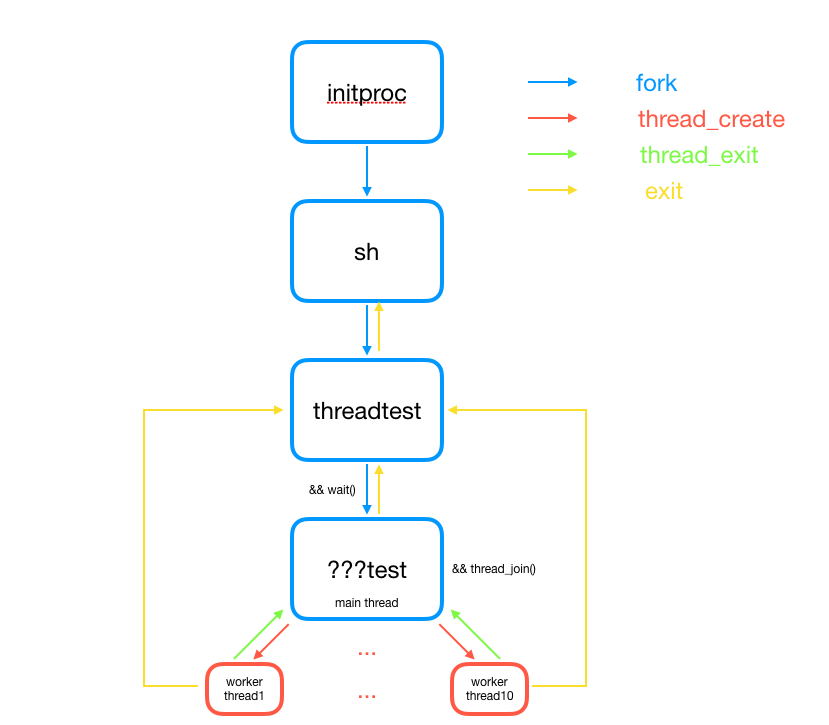 initproc
fork
thread_create
thread_exit
exit
sh
threadtest
&& wait()
???test
main thread
&& thread_join()
...
worker
thread1
...
worker
thread10